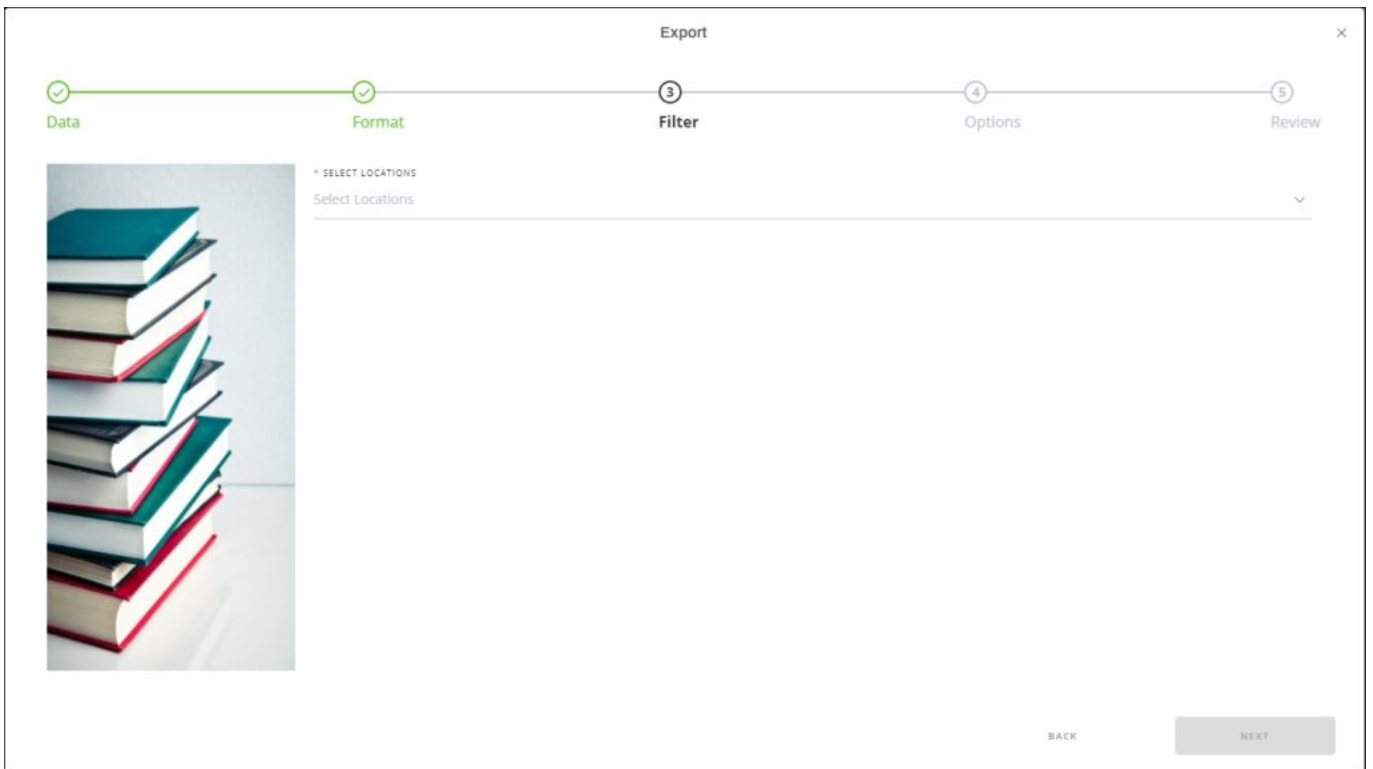 Export
3
4
5
Data
Format
Filter
Options
Review
* SELECT LOCATIONS
Select Locations
BACK
NEXT